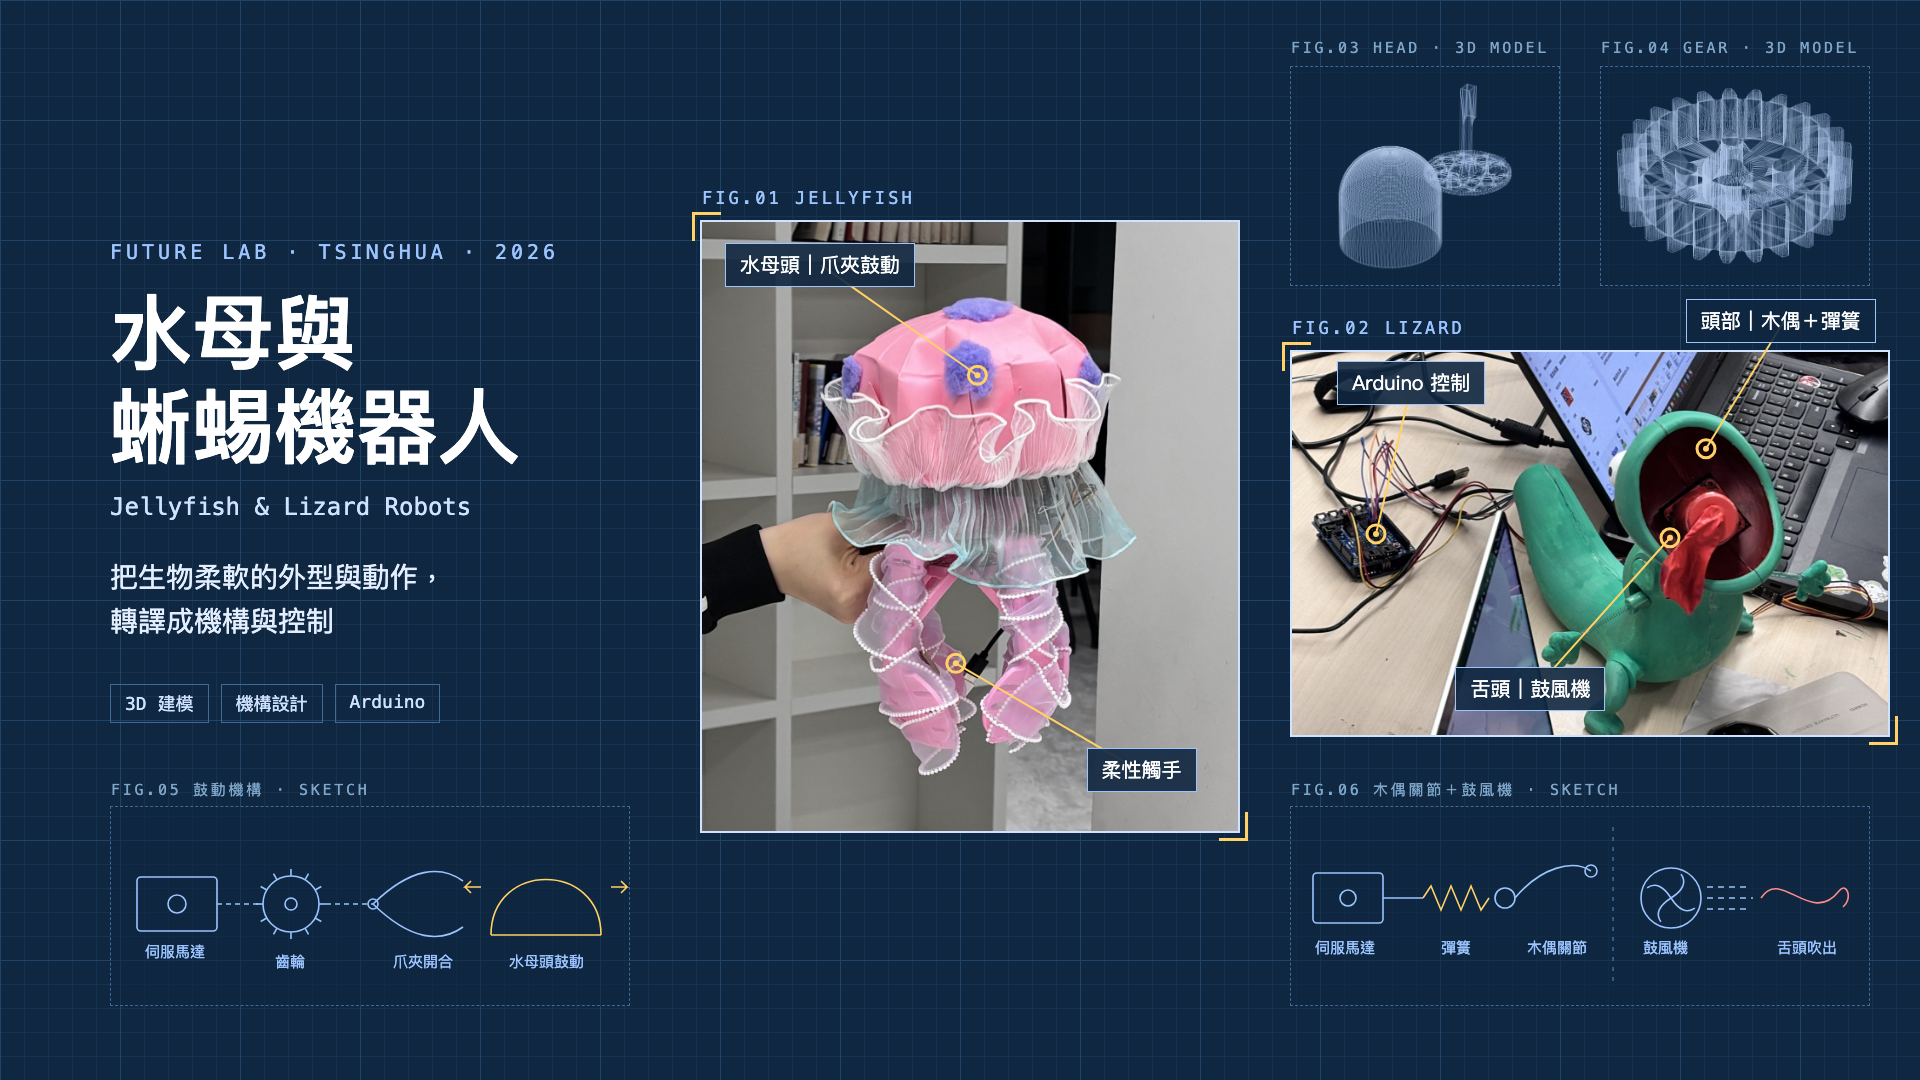 FUTURE LAB · TSINGHUA · 2026
水母與
蜥蜴機器人
Jellyfish & Lizard Robots
把生物柔軟的外型與動作，
轉譯成機構與控制
3D 建模
機構設計
Arduino
FIG.05 鼓動機構 · SKETCH
伺服馬達
齒輪
爪夾開合
水母頭鼓動
FIG.01 JELLYFISH
水母頭｜爪夾鼓動
柔性觸手
FIG.03 HEAD · 3D MODEL
FIG.04 GEAR · 3D MODEL
FIG.02 LIZARD
頭部｜木偶＋彈簧
Arduino 控制
舌頭｜鼓風機
FIG.06 木偶關節＋鼓風機 · SKETCH
伺服馬達
彈簧
木偶關節
鼓風機
舌頭吹出